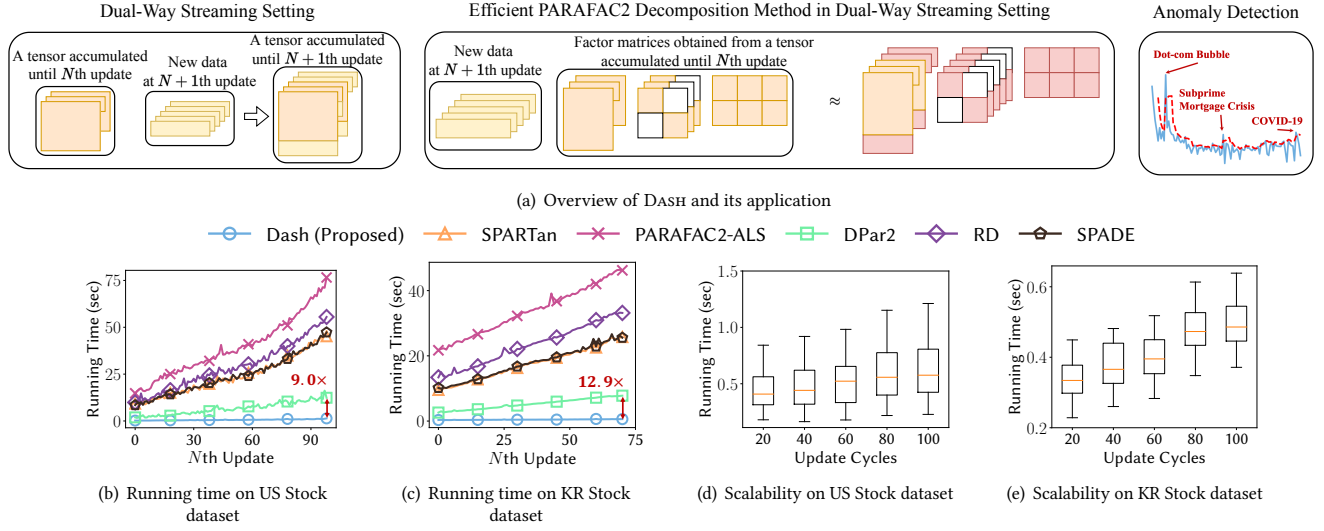 Dual-Way Streaming Setting
A tensor accumulated
until Nth update
New data
at N + 1th update
A tensor accumulated
until N + 1th update
Efficient PARAFAC2 Decomposition Method in Dual-Way Streaming Setting
New data
at N + 1th update
Factor matrices obtained from a tensor
accumulated until Nth update
≈
Anomaly Detection
Dot-com Bubble
Subprime
Mortgage Crisis
COVID-19
(a) Overview of DASH and its application
Dash (Proposed) SPARTan PARAFAC2-ALS DPar2 RD SPADE
Running Time (sec)
75
50
25
0
9.0×
0 30 60 90
Nth Update
(b) Running time on US Stock
dataset
Running Time (sec)
40
20
0
12.9×
0 25 50 75
Nth Update
(c) Running time on KR Stock
dataset
Running Time (sec)
1.5
1.0
0.5
20 40 60 80 100
Update Cycles
(d) Scalability on US Stock dataset
Running Time (sec)
0.6
0.4
0.2
20 40 60 80 100
Update Cycles
(e) Scalability on KR Stock dataset